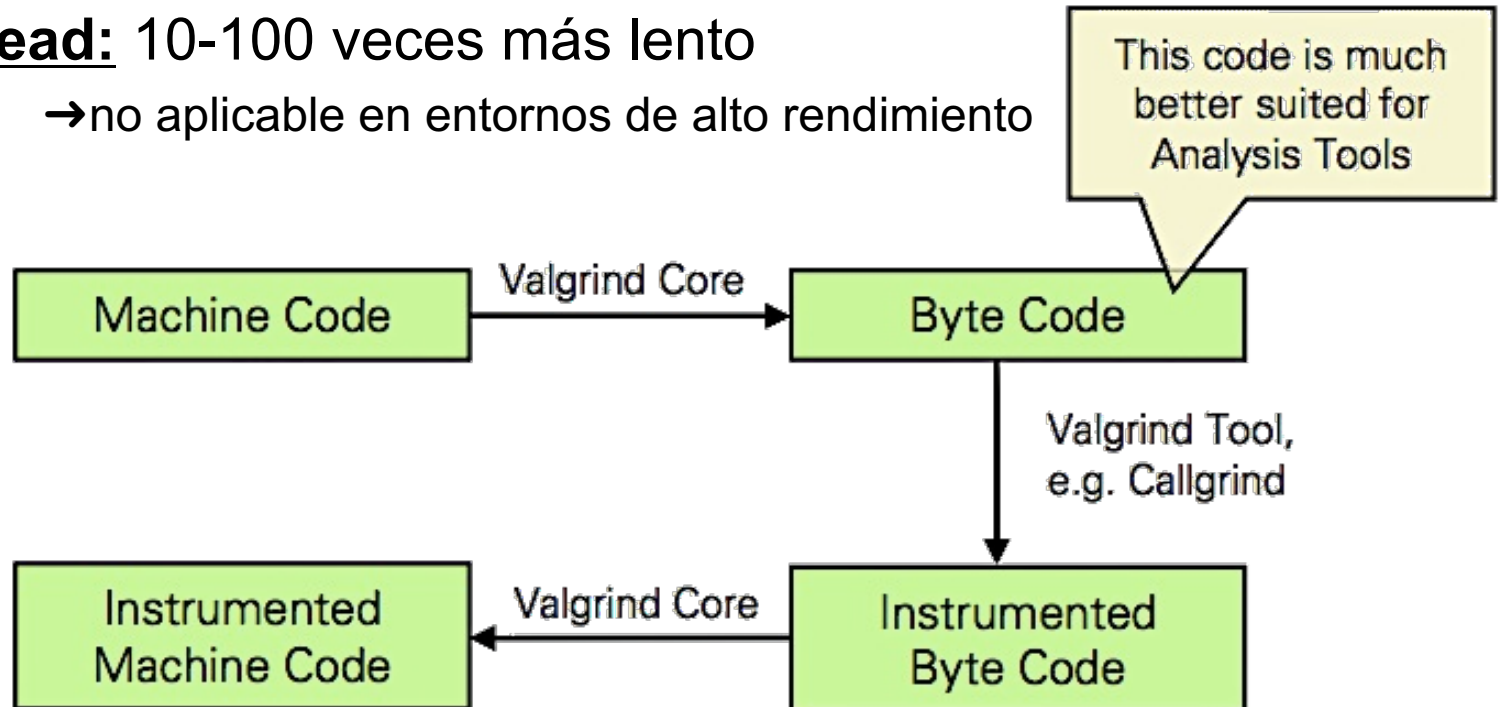 ead: 10-100 veces más lento
→no aplicable en entornos de alto rendimiento
This code is much
better suited for
Analysis Tools
Machine Code
Valgrind Core
Byte Code
Valgrind Tool,
e.g. Callgrind
Instrumented
Machine Code
Valgrind Core
Instrumented
Byte Code